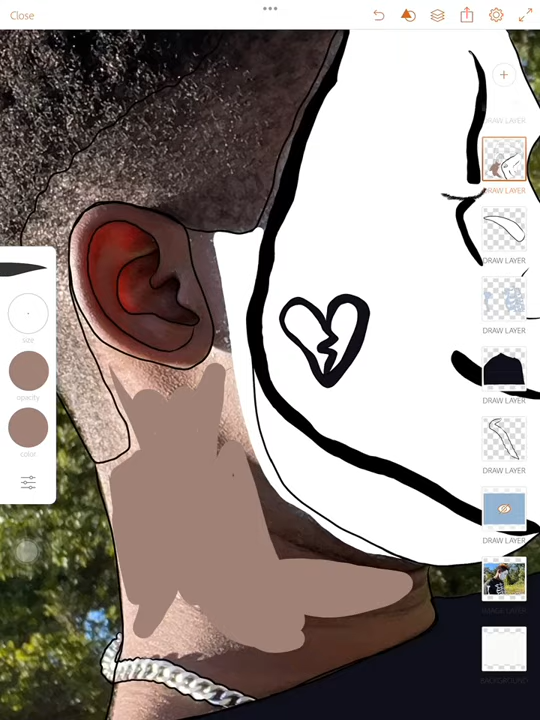 Close
DRAW LAYER
DRAW LAYER
DRAW LAYER
size
DRAW LAYER
opacity
DRAW LAYER
color
DRAW LAYER
DRAW LAYER
IMAGE LAYER
BACKGROUND